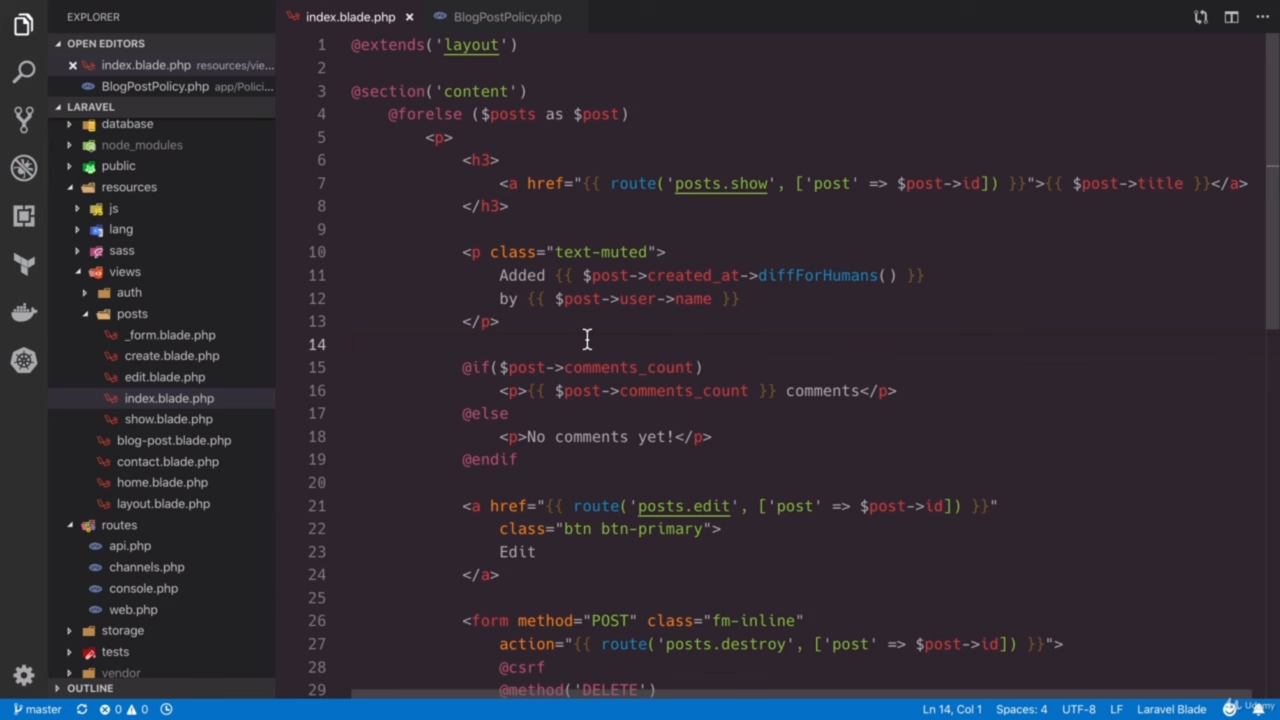 EXPLORER
OPEN EDITORS
index.blade.php resources/vie...
BlogPostPolicy.php app/Polici...
LARAVEL
database
node_modules
public
resources
js
lang
sass
views
auth
posts
_form.blade.php
create.blade.php
edit.blade.php
index.blade.php
show.blade.php
blog-post.blade.php
contact.blade.php
home.blade.php
layout.blade.php
routes
api.php
channels.php
console.php
web.php
storage
tests
vendor
OUTLINE
index.blade.php BlogPostPolicy.php
1 @extends('layout')
2
3 @section('content')
4 @forelse ($posts as $post)
5 <p>
6 <h3>
7 <a href="{{ route('posts.show', ['post' => $post->id]) }}">{{ $post->title }}</a>
8 </h3>
9
10 <p class="text-muted">
11 Added {{ $post->created_at->diffForHumans() }}
12 by {{ $post->user->name }}
13 </p>
14
15 @if($post->comments_count)
16 <p>{{ $post->comments_count }} comments</p>
17 @else
18 <p>No comments yet!</p>
19 @endif
20
21 <a href="{{ route('posts.edit', ['post' => $post->id]) }}"
22 class="btn btn-primary">
23 Edit
24 </a>
25
26 <form method="POST" class="fm-inline"
27 action="{{ route('posts.destroy', ['post' => $post->id]) }}">
28 @csrf
29 @method('DELETE')
master 0 0 Ln 14, Col 1 Spaces: 4 UTF-8 LF Laravel Blade
Udemy